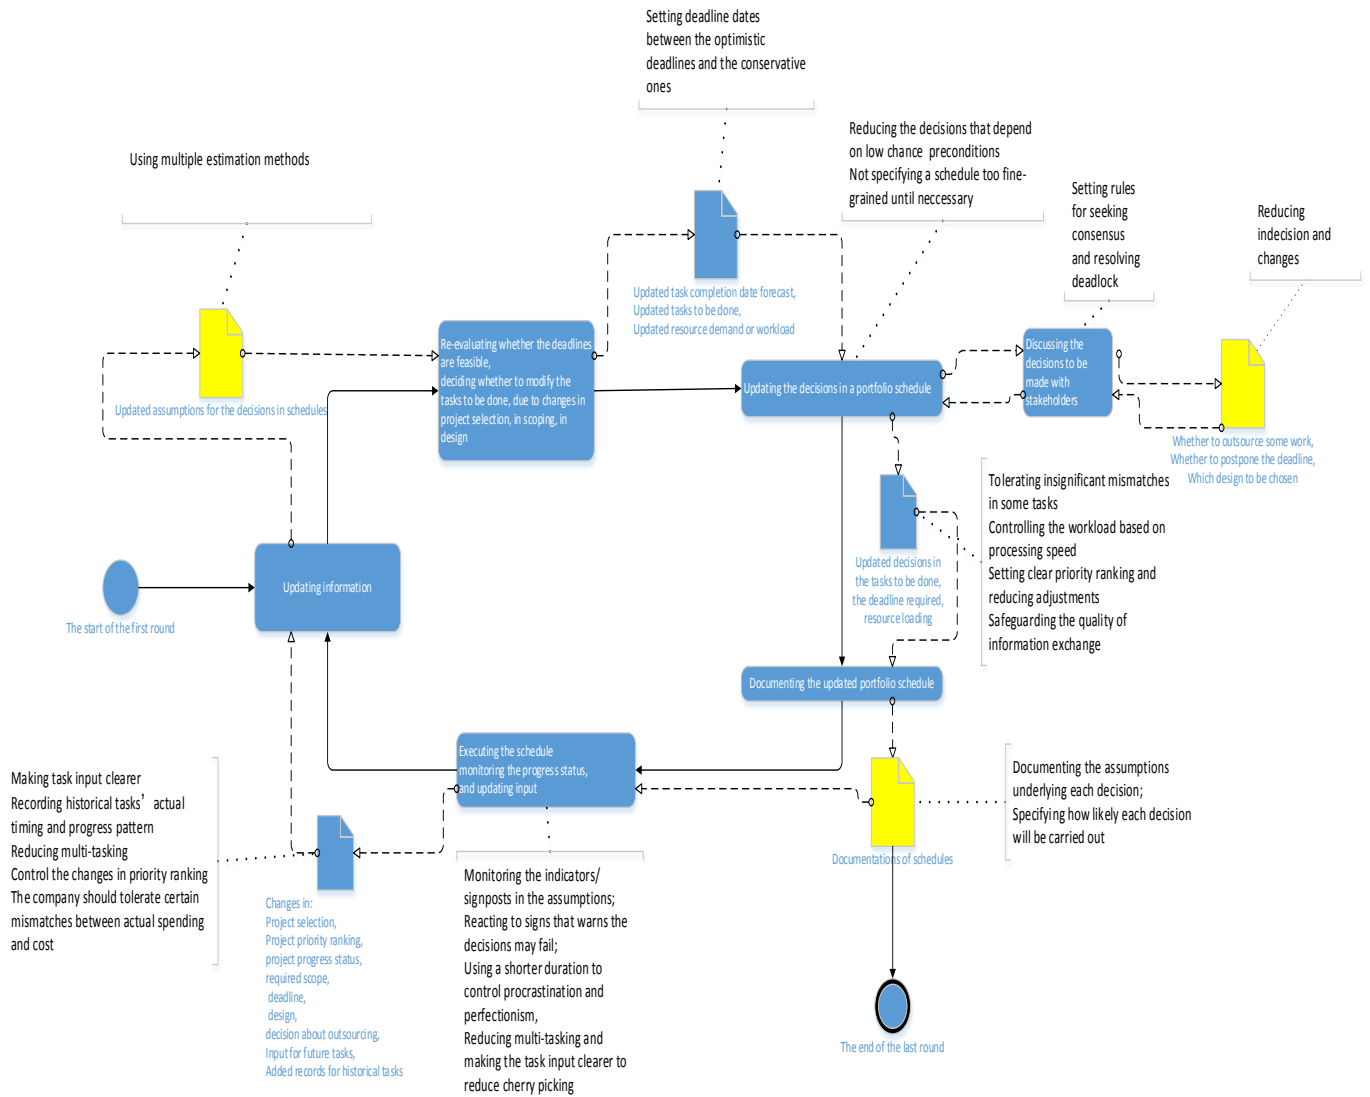 Setting deadline dates
between the optimistic
deadlines and the conservative
ones
Using multiple estimation methods
Reducing the decisions that depend
on low chance  preconditions
Not specifying a schedule too fine-
grained until neccessary
Setting rules
for seeking
consensus
and resolving
deadlock
Reducing
indecision and
changes
Updated task completion date forecast,
Updated tasks to be done,
Updated resource demand or workload
Re-evaluating whether the deadlines
are feasible,
deciding whether to modify the
tasks to be done, due to changes in
project selection, in scoping, in
design
Updated assumptions for the decisions in schedules
Updating the decisions in a portfolio schedule
Discussing the
decisions to be
made with
stakeholders
Whether to outsource some work,
Whether to postpone the deadline,
Which design to be chosen
Tolerating insignificant mismatches
in some tasks
Controlling the workload based on
processing speed
Setting clear priority ranking and
reducing adjustments
Safeguarding the quality of
information exchange
Updated decisions in
the tasks to be done,
the deadline required,
resource loading
Updating information
The start of the first round
Documenting the updated portfolio schedule
Executing the schedule
monitoring the progress status,
and updating input
Making task input clearer
Recording historical tasks’ actual
timing and progress pattern
Reducing multi-tasking
Control the changes in priority ranking
The company should tolerate certain
mismatches between actual spending
and cost
Documenting the assumptions
underlying each decision;
Specifying how likely each decision
will be carried out
Documentations of schedules
Changes in:
Project selection,
Project priority ranking,
project progress status,
required scope,
deadline,
design,
decision about outsourcing,
Input for future tasks,
Added records for historical tasks
Monitoring the indicators/
signposts in the assumptions;
Reacting to signs that warns the
decisions may fail;
Using a shorter duration to
control procrastination and
perfectionism,
Reducing multi-tasking and
making the task input clearer to
reduce cherry picking
The end of the last round